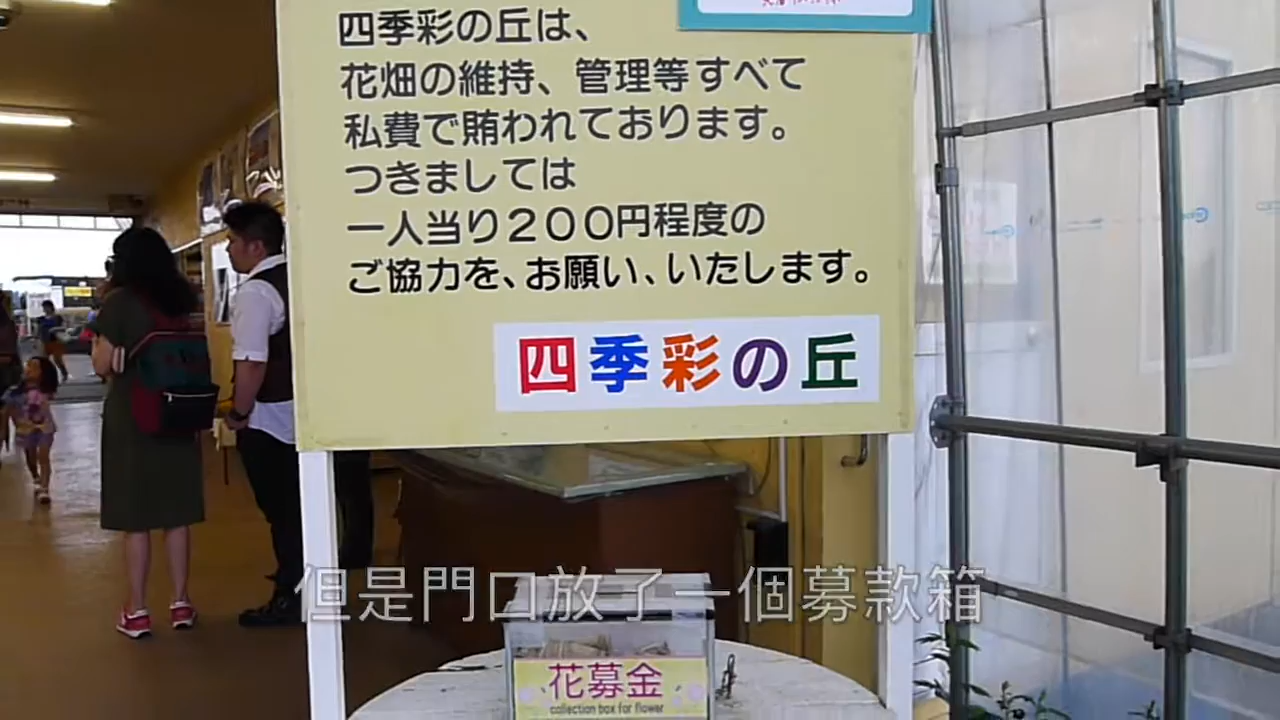 四季彩の丘は、
花畑の維持、管理等すべて
私費で賄われております。
つきましては
一人当り200円程度の
ご協力を、お願い、いたします。
四季彩の丘
但是門口放了一個募款箱
花募金
collection box for flower